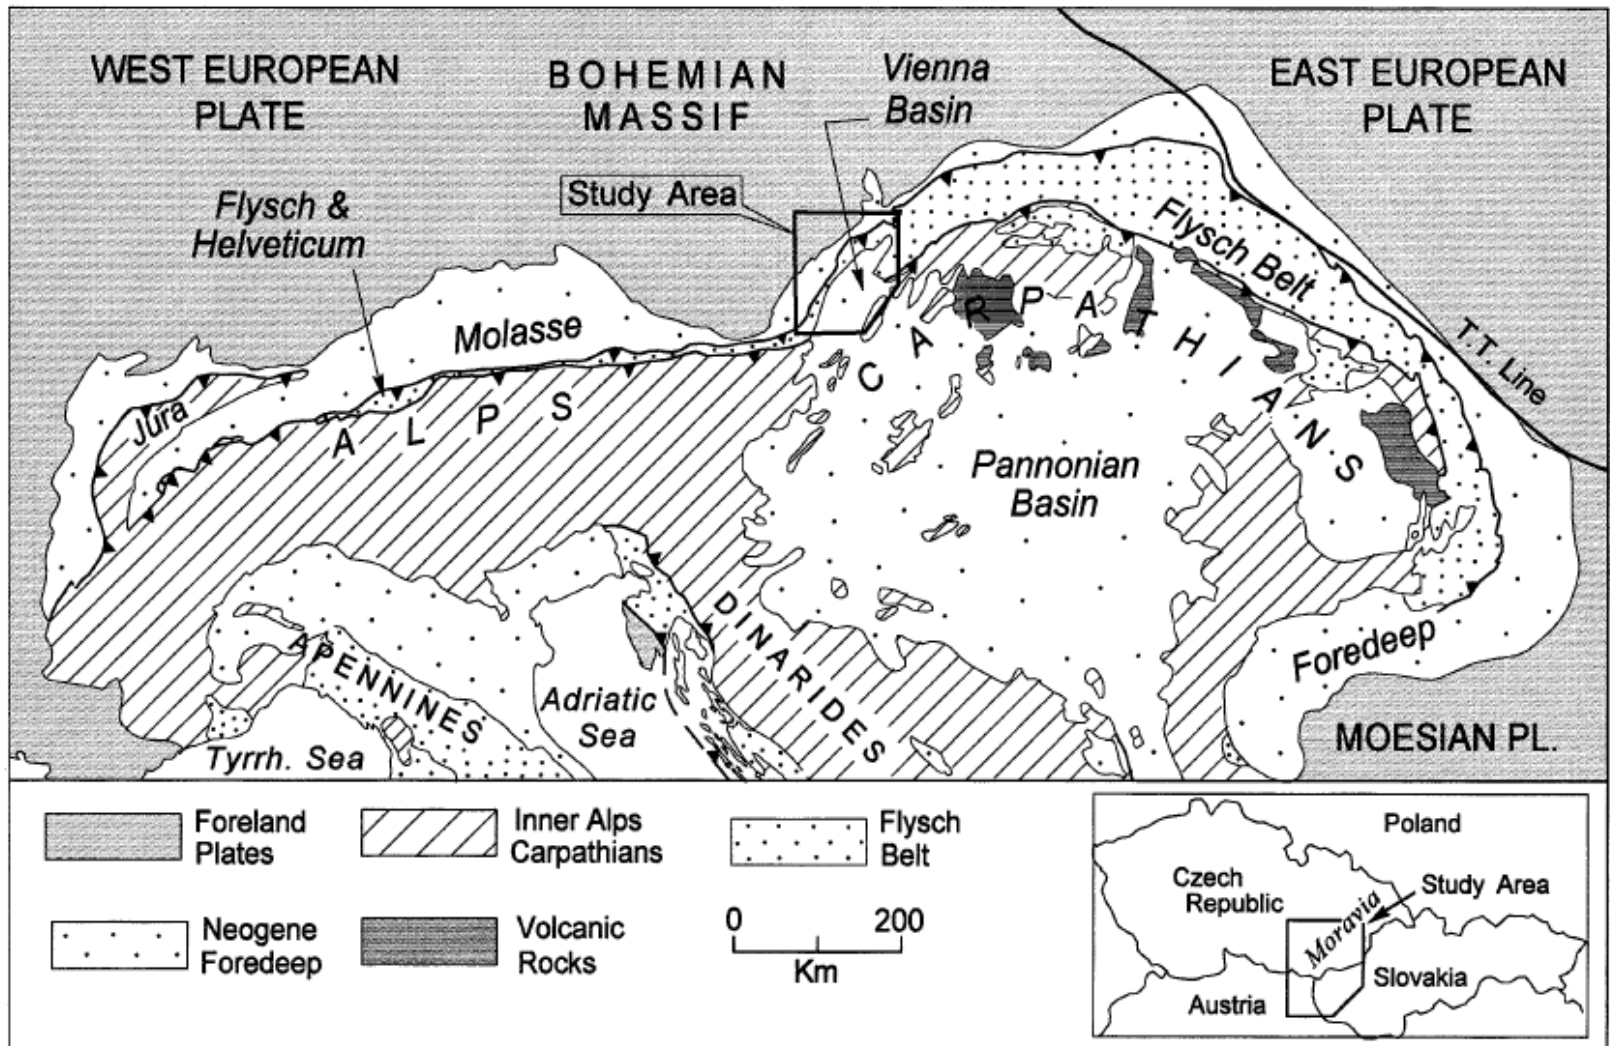 WEST EUROPEAN
PLATE
BOHEMIAN
MASSIF
Vienna
Basin
EAST EUROPEAN
PLATE
Study Area
Flysch &
Helveticum
Flysch Belt
Molasse
T.T. Line
CARPATHIANS
Jura
ALPS
Pannonian
Basin
DINARIDES
APENNINES
Adriatic
Sea
Foredeep
Tyrrh. Sea
MOESIAN PL.
Foreland
Plates
Inner Alps
Carpathians
Flysch
Belt
Neogene
Foredeep
Volcanic
Rocks
0 200
Km
Poland
Czech
Republic
Study Area
Moravia
Slovakia
Austria